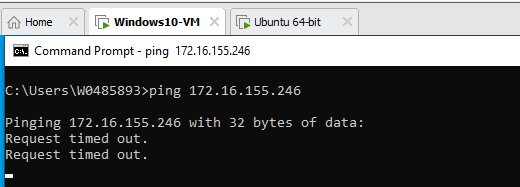 Home
Windows10-VM
Ubuntu 64-bit
Command Prompt - ping 172.16.155.246
C:\Users\W0485893>ping 172.16.155.246
Pinging 172.16.155.246 with 32 bytes of data:
Request timed out.
Request timed out.